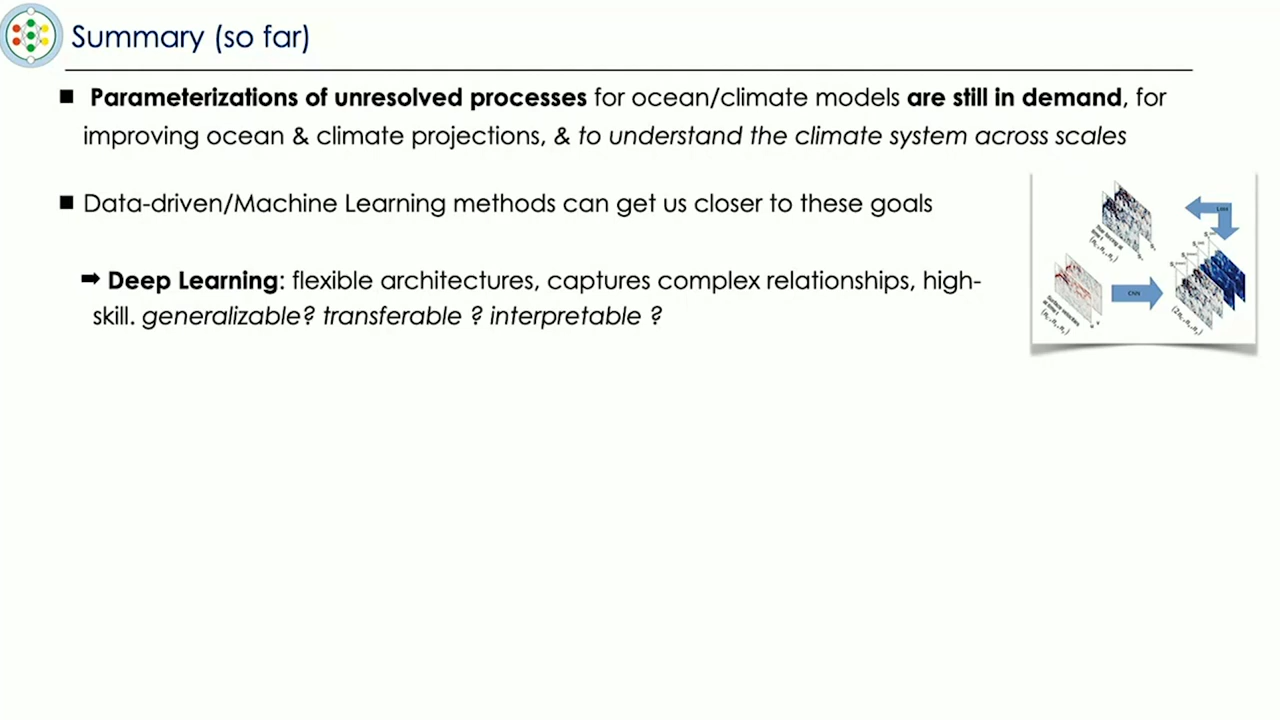 Summary (so far)
■ Parameterizations of unresolved processes for ocean/climate models are still in demand, for
improving ocean & climate projections, & to understand the climate system across scales
■ Data-driven/Machine Learning methods can get us closer to these goals
➡ Deep Learning: flexible architectures, captures complex relationships, high-
skill. generalizable? transferable ? interpretable ?
Loss
CNN